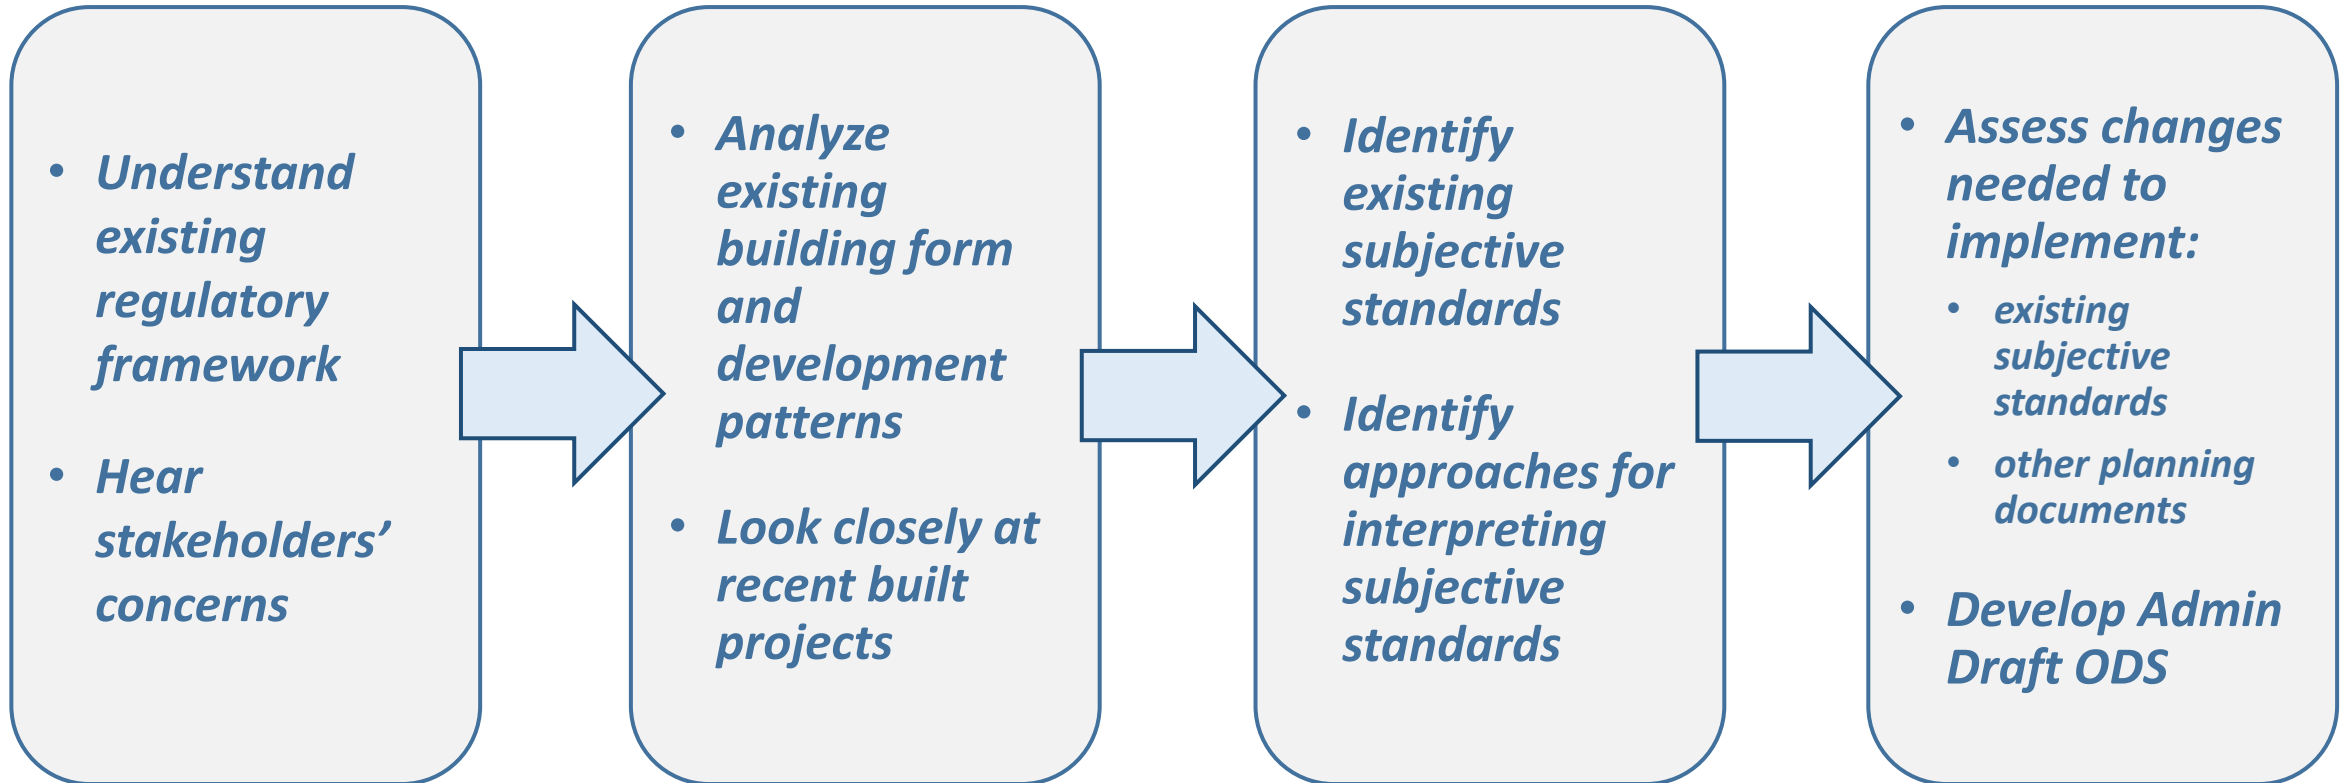 • Understand
existing
regulatory
framework
• Hear
stakeholders’
concerns
• Analyze
existing
building form
and
development
patterns
• Look closely at
recent built
projects
• Identify
existing
subjective
standards
• Identify
approaches for
interpreting
subjective
standards
• Assess changes
needed to
implement:
• existing
subjective
standards
• other planning
documents
• Develop Admin
Draft ODS